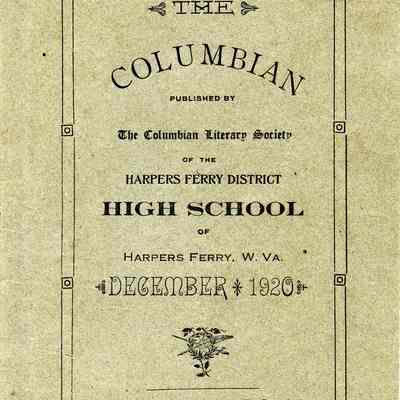 THE
COLUMBIAN
PUBLISHED BY
The Columbian Literary Society
OF THE
HARPERS FERRY DISTRICT
HIGH SCHOOL
OF
HARPERS FERRY, W. VA.
DECEMBER * 1920